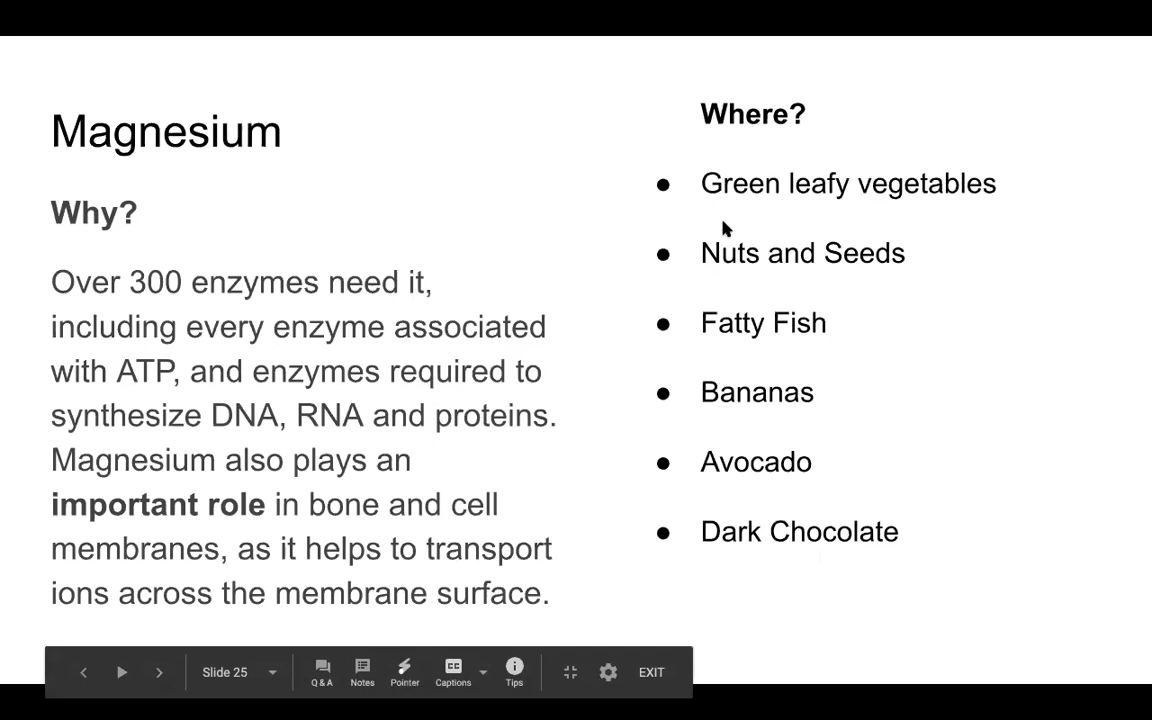 Magnesium
Why?
Over 300 enzymes need it,
including every enzyme associated
with ATP, and enzymes required to
synthesize DNA, RNA and proteins.
Magnesium also plays an
important role in bone and cell
membranes, as it helps to transport
ions across the membrane surface.
Where?
● Green leafy vegetables
● Nuts and Seeds
● Fatty Fish
● Bananas
● Avocado
● Dark Chocolate
Slide 25
Q & A
Notes
Pointer
CC
Captions
Tips
EXIT